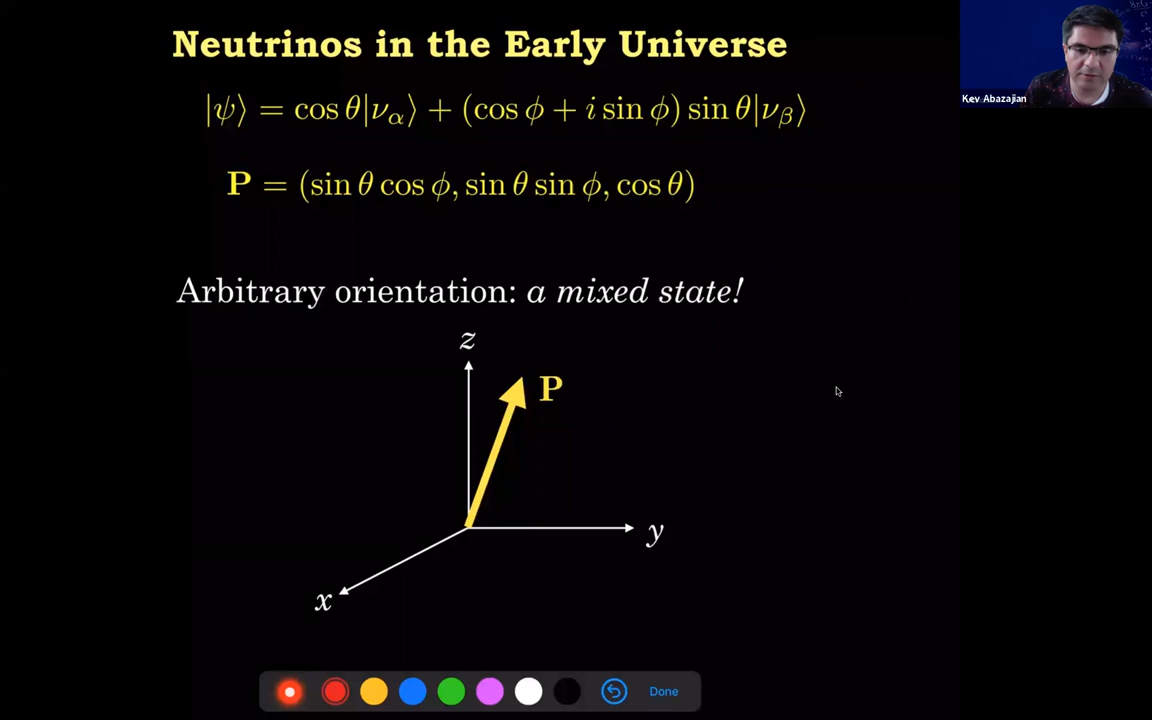 Neutrinos in the Early Universe
Kev Abazajian
|ψ⟩ = cos θ|ν_α⟩ + (cos ϕ + i sin ϕ) sin θ|ν_β⟩
P = (sin θ cos ϕ, sin θ sin ϕ, cos θ)
Arbitrary orientation: a mixed state!
z
P
y
x
Done